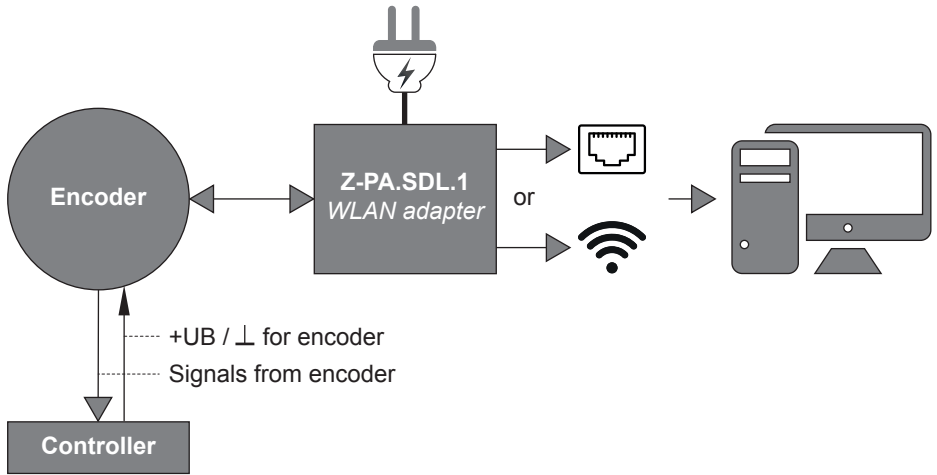 Encoder
Z-PA.SDL.1
WLAN adapter
or
+UB / ⊥ for encoder
Signals from encoder
Controller